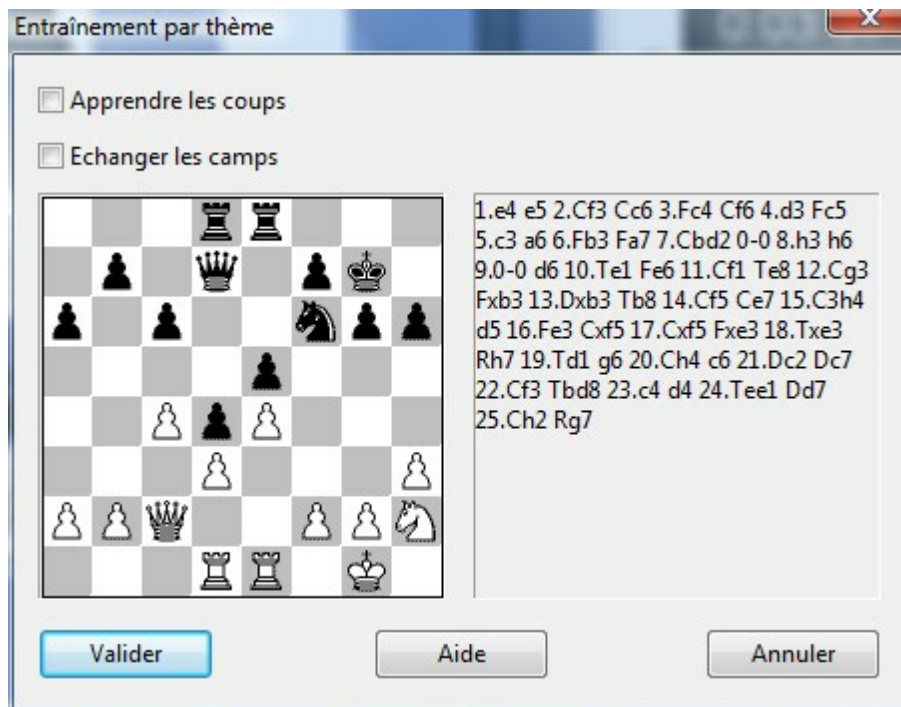 Entraînement par thème
Apprendre les coups
Echanger les camps
1.e4 e5 2.Cf3 Cc6 3.Fc4 Cf6 4.d3 Fc5
5.c3 a6 6.Fb3 Fa7 7.Cbd2 0-0 8.h3 h6
9.0-0 d6 10.Te1 Fe6 11.Cf1 Te8 12.Cg3
Fxb3 13.Dxb3 Tb8 14.Cf5 Ce7 15.C3h4
d5 16.Fe3 Cxf5 17.Cxf5 Fxe3 18.Txe3
Rh7 19.Td1 g6 20.Ch4 c6 21.Dc2 Dc7
22.Cf3 Tbd8 23.c4 d4 24.Tee1 Dd7
25.Ch2 Rg7
Valider
Aide
Annuler